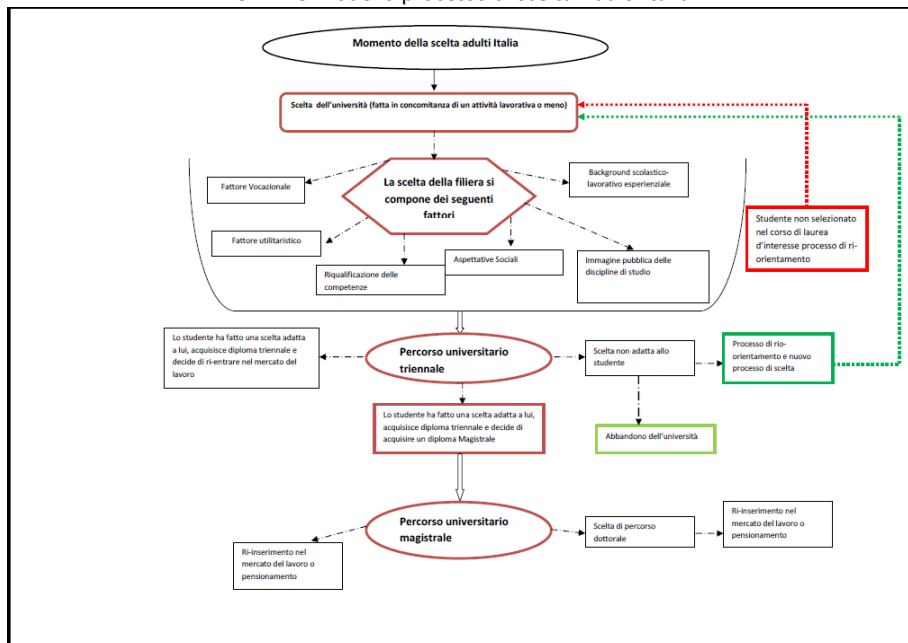 Momento della scelta adulti Italia
Scelta dell'università (fatta in concomitanza di un attività lavorativa o meno)
Fattore Vocazionale
La scelta della filiera si
compone dei seguenti
fattori
Background scolastico-
lavorativo esperienziale
Fattore utilitaristico
Riqualificazione delle
competenze
Aspettative Sociali
Immagine pubblica delle
discipline di studio
Studente non selezionato
nel corso di laurea
d'interesse processo di ri-
orientamento
Lo studente ha fatto una scelta adatta
a lui, acquisisce diploma triennale e
decide di ri-entrare nel mercato del
lavoro
Percorso universitario
triennale
Scelta non adatta allo
studente
Processo di rio-
orientamento e nuovo
processo di scelta
Lo studente ha fatto una scelta adatta a lui,
acquisisce diploma triennale e decide di
acquisire un diploma Magistrale
Abbandono dell'università
Percorso universitario
magistrale
Scelta di percorso
dottorale
Ri-inserimento nel
mercato del lavoro o
pensionamento
Ri-inserimento nel
mercato del lavoro o
pensionamento